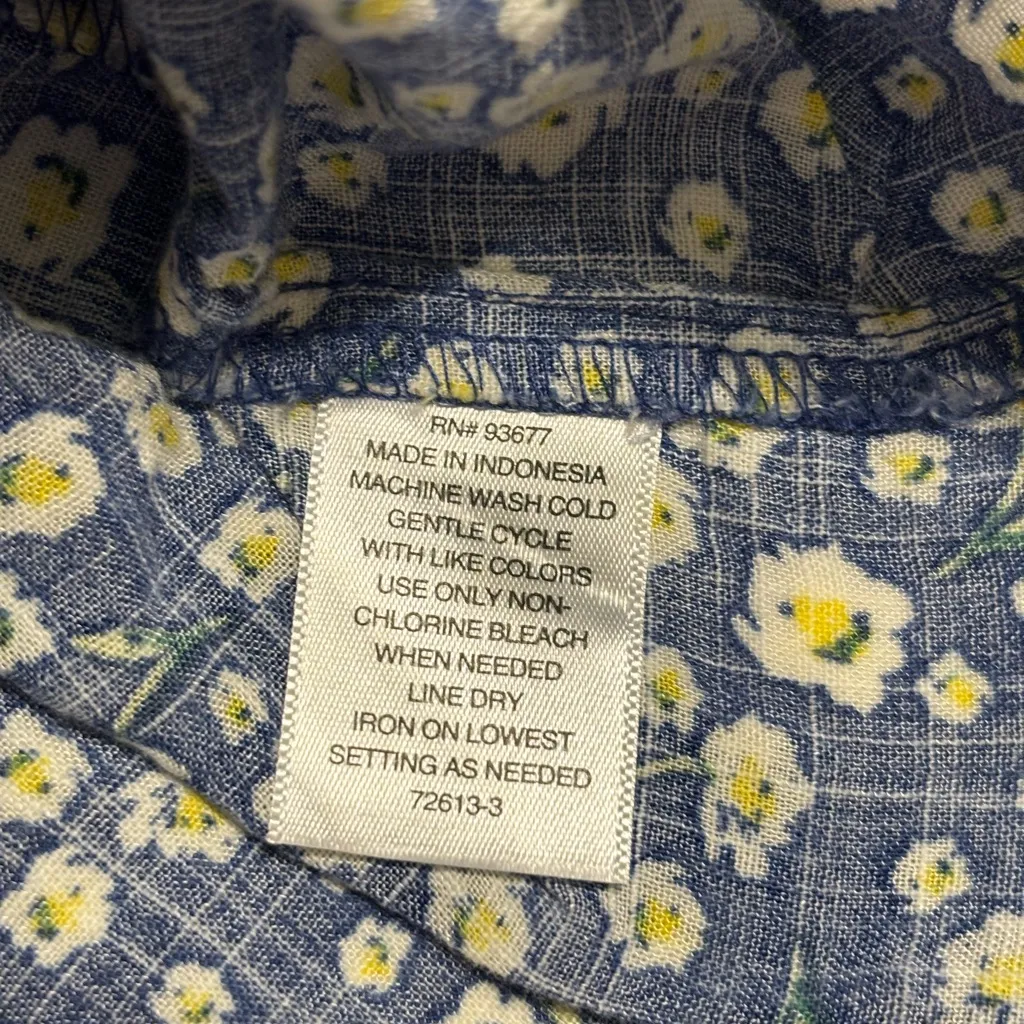 RN# 93677
MADE IN INDONESIA
MACHINE WASH COLD
GENTLE CYCLE
WITH LIKE COLORS
USE ONLY NON-
CHLORINE BLEACH
WHEN NEEDED
LINE DRY
IRON ON LOWEST
SETTING AS NEEDED
72613-3